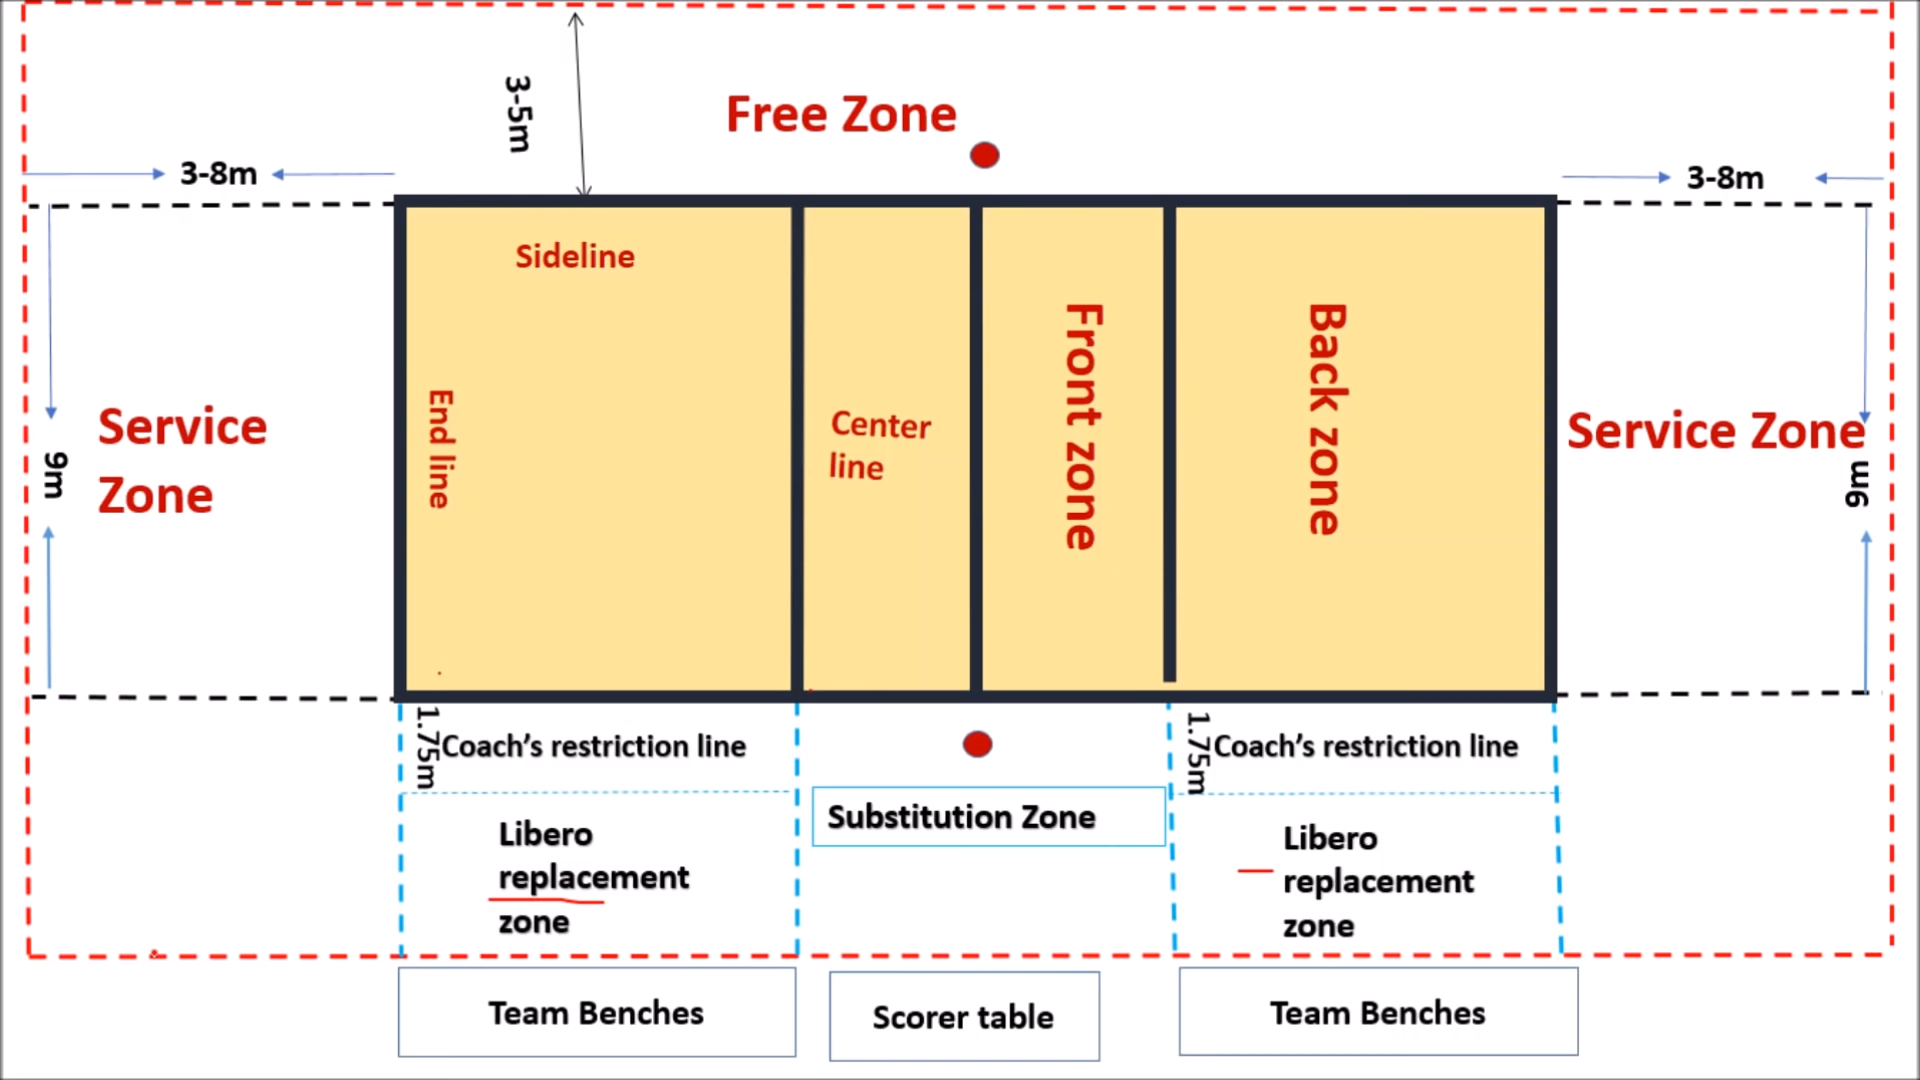 3-5m
Free Zone
3-8m
3-8m
Sideline
Front zone
Back zone
End line
Center
line
Service
Zone
Service Zone
9m
9m
1.75m
Coach's restriction line
1.75m
Coach's restriction line
Substitution Zone
Libero
replacement
zone
Libero
replacement
zone
Team Benches
Scorer table
Team Benches